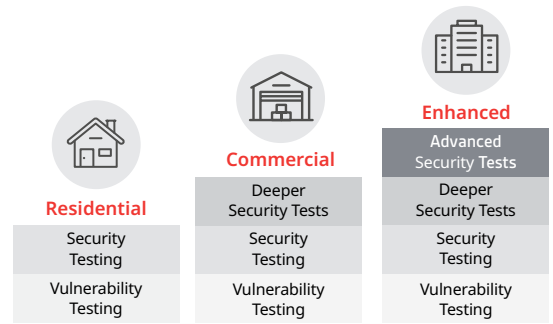 Residential
Security
Testing
Vulnerability
Testing
Commercial
Deeper
Security Tests
Security
Testing
Vulnerability
Testing
Enhanced
Advanced
Security Tests
Deeper
Security Tests
Security
Testing
Vulnerability
Testing